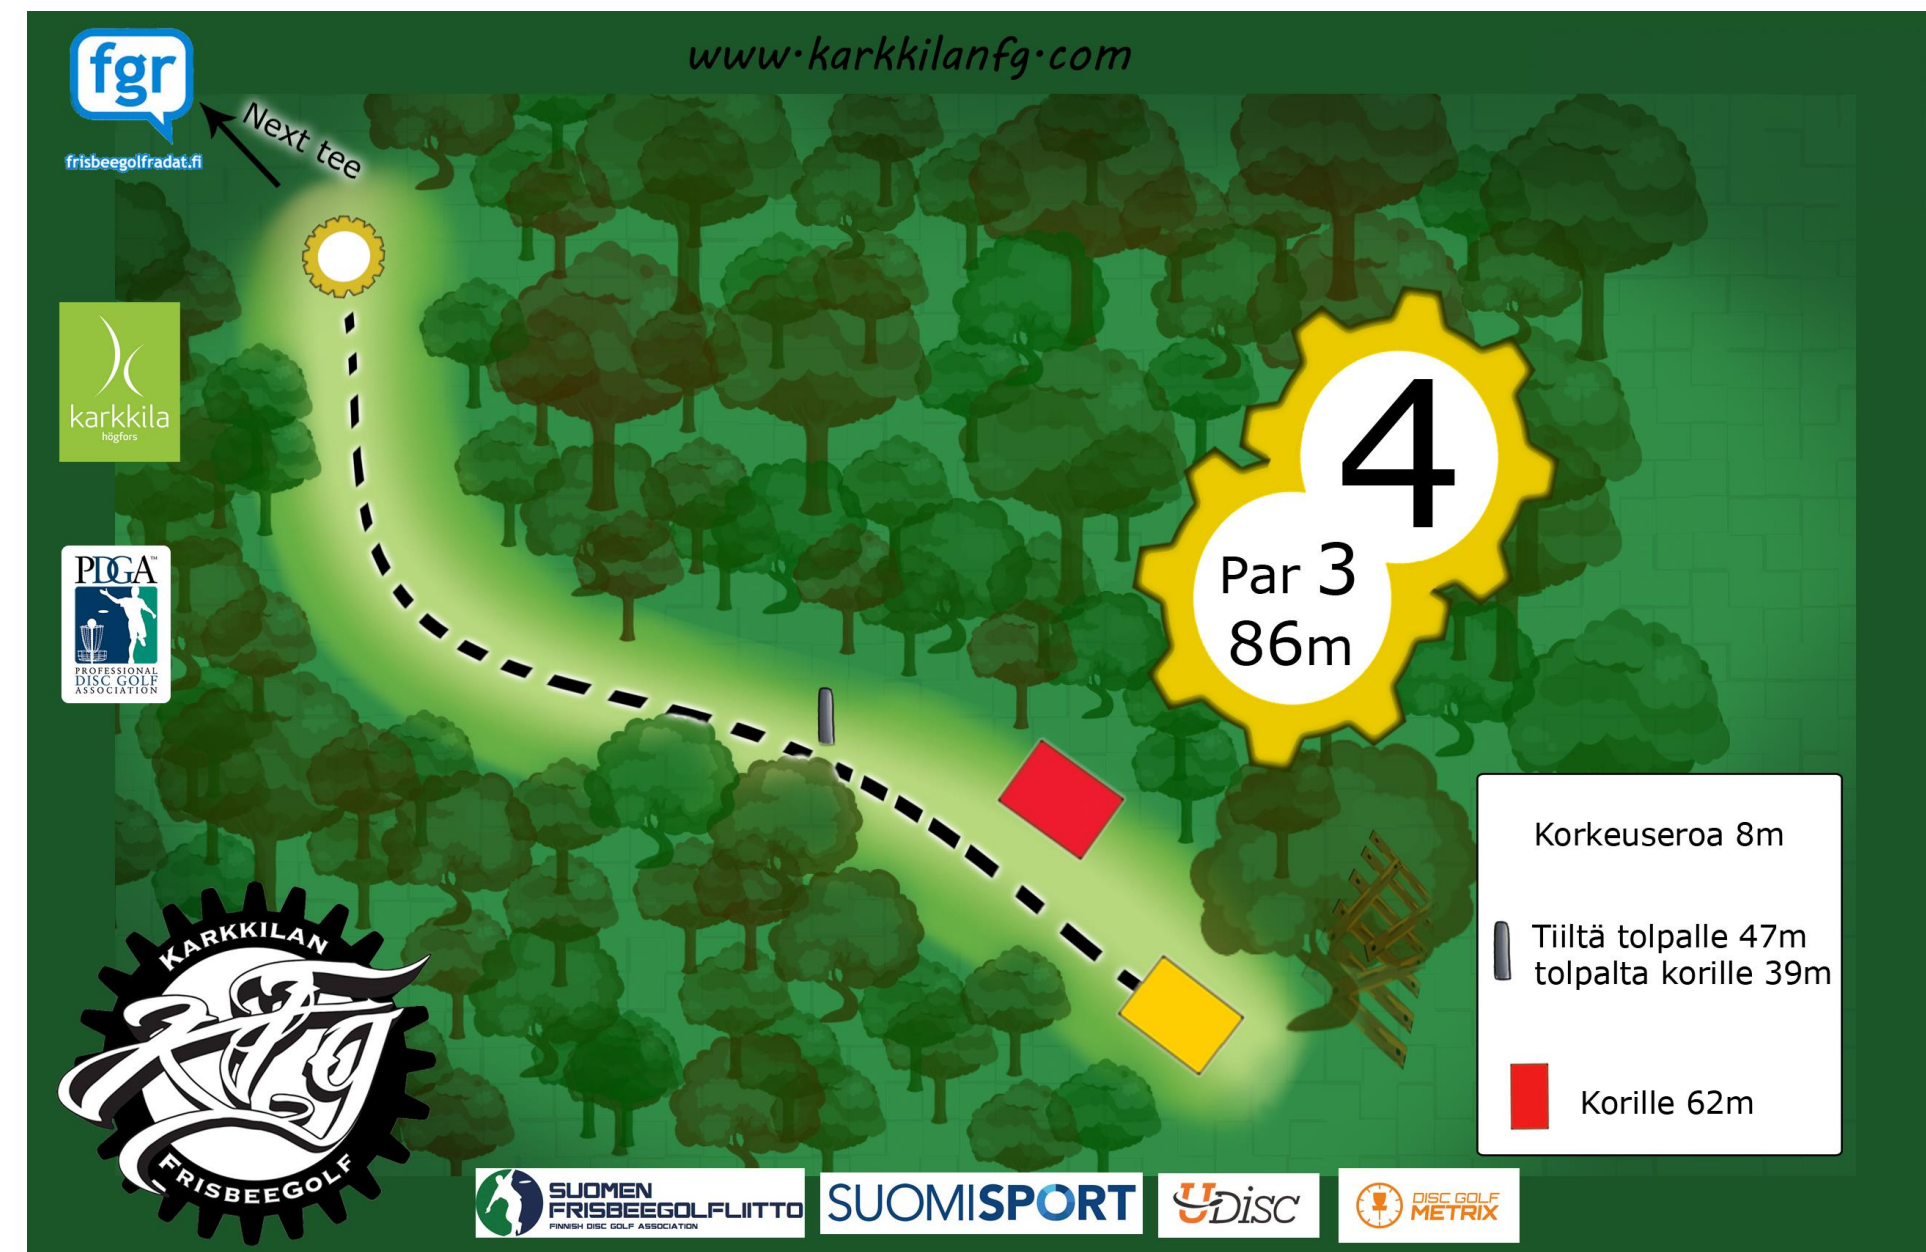 www.karkkilanfg.com
fgr
frisbeegolfradat.fi
Next tee
karkkila
högfors
PDGA™
PROFESSIONAL
DISC GOLF
ASSOCIATION
4
Par 3
86m
Korkeuseroa 8m
Tiiltä tolpalle 47m
tolpalta korille 39m
Korille 62m
KARKKILAN
KFG
FRISBEEGOLF
SUOMEN
FRISBEEGOLFLIITTO
FINNISH DISC GOLF ASSOCIATION
SUOMISPORT
UDisc
DISC GOLF
METRIX